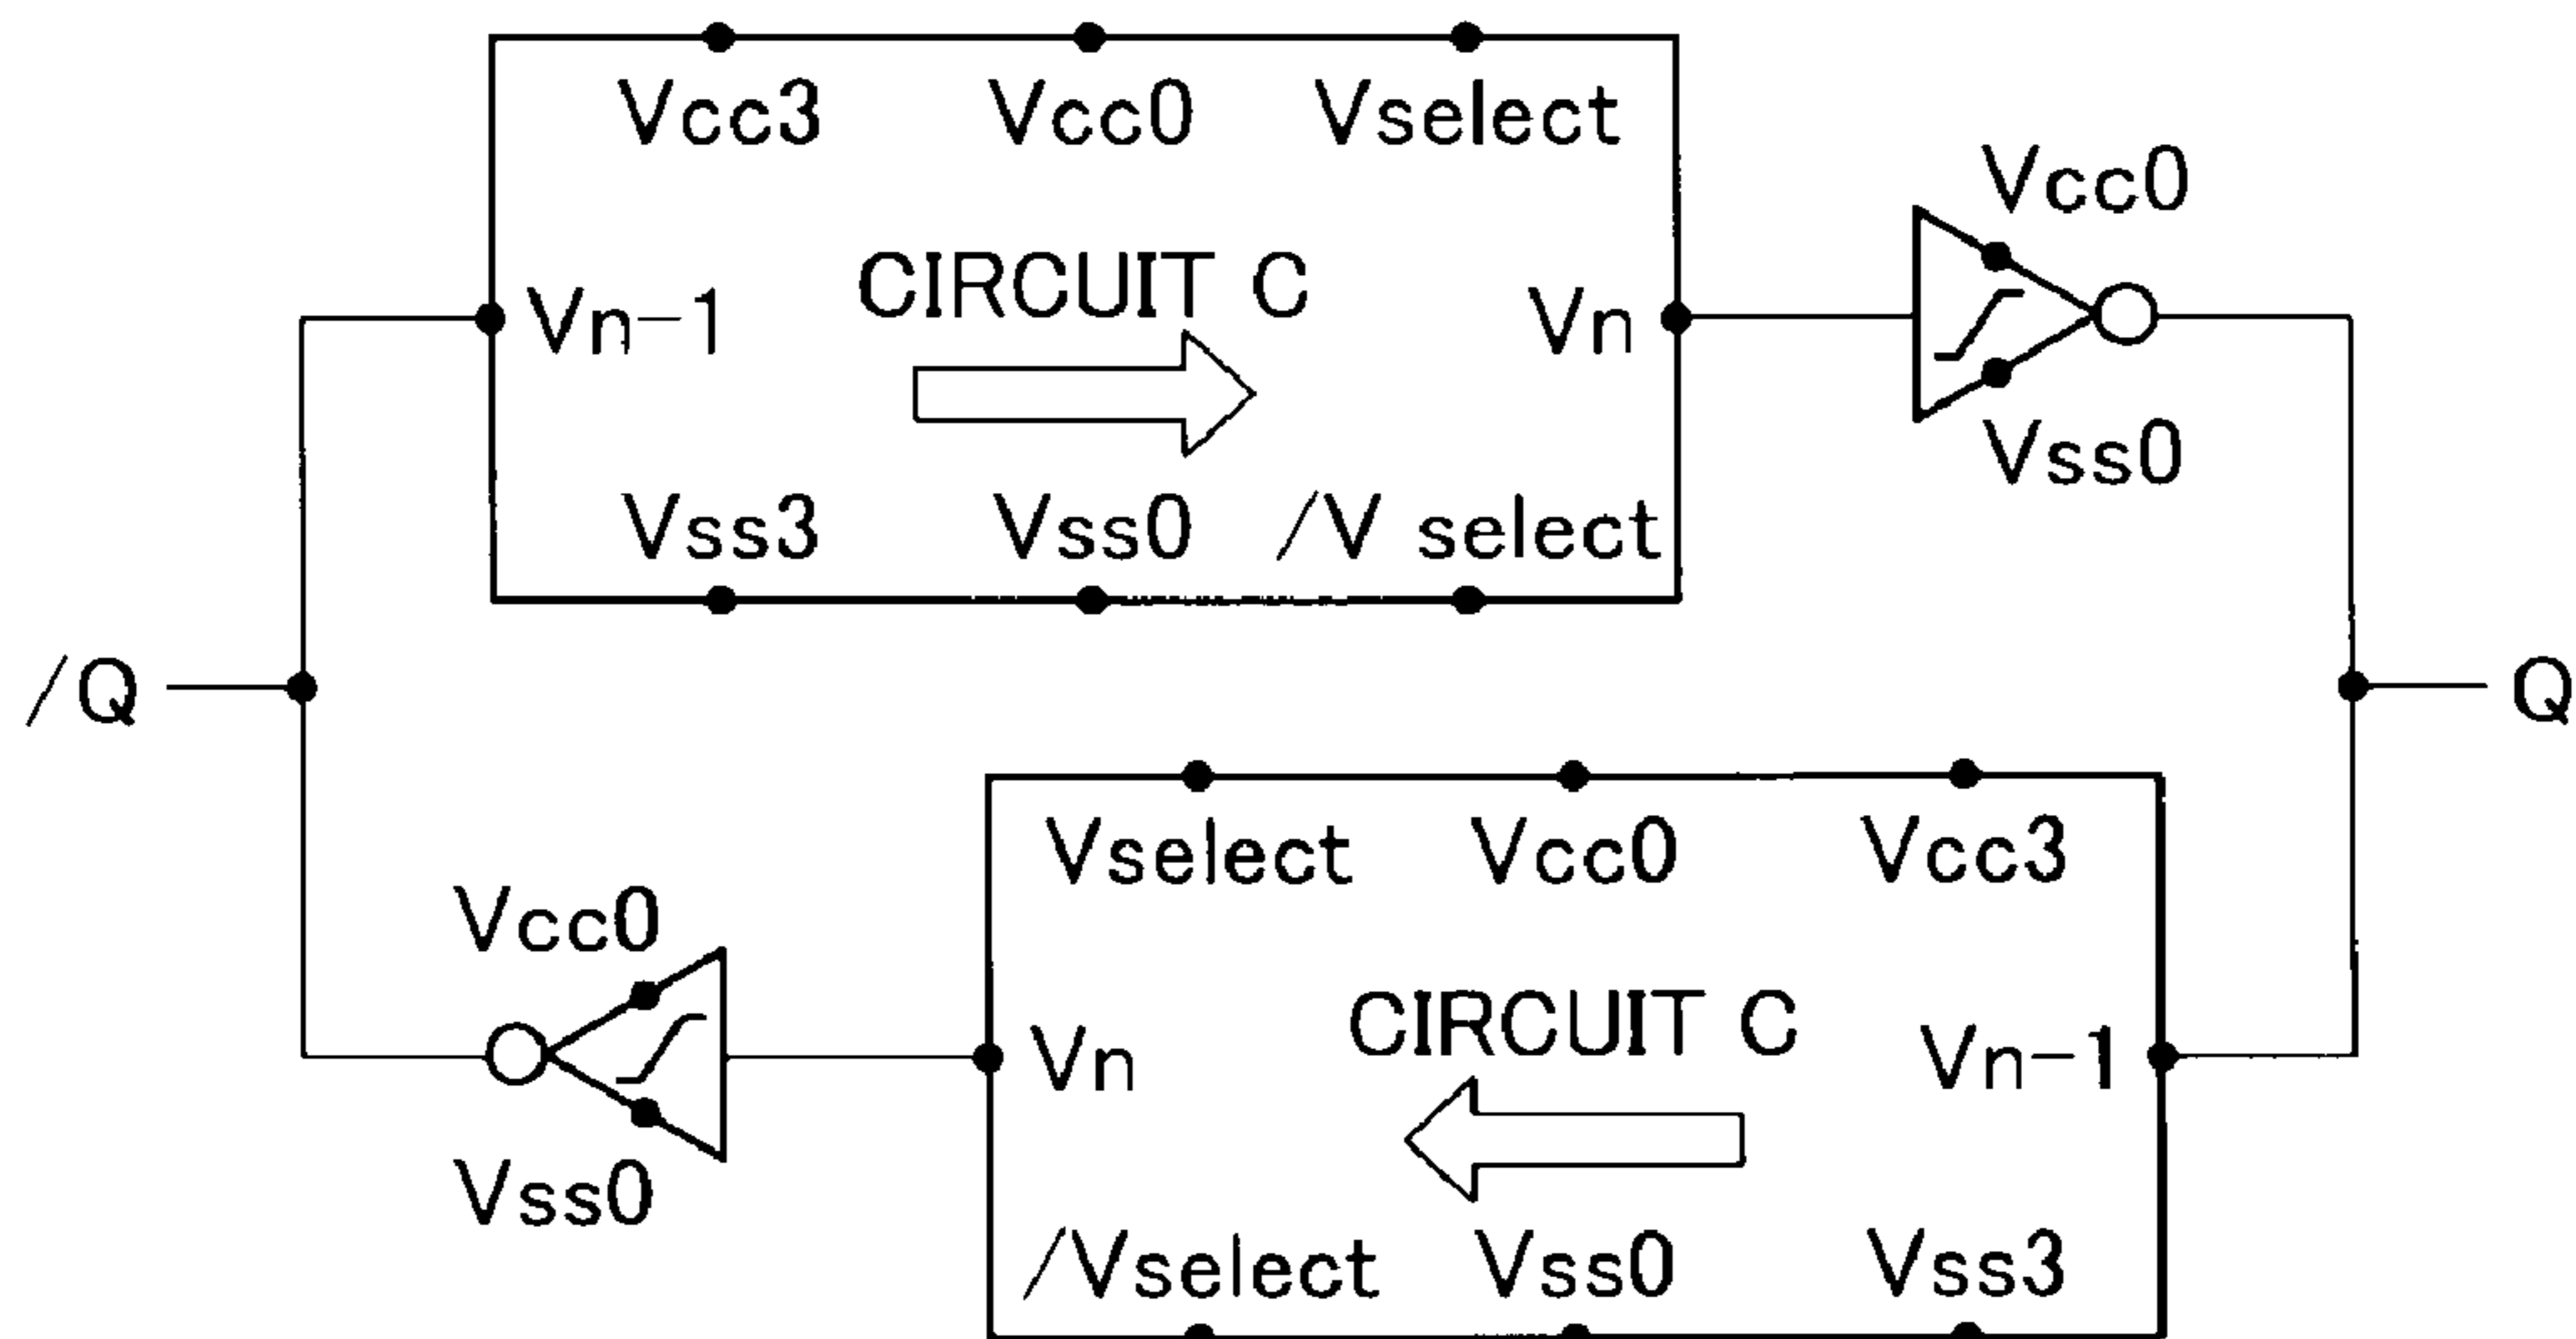 Vcc3 Vcc0 Vselect
Vcc0
CIRCUIT C
Vn-1 Vn
Vss0
Vss3 Vss0 /V select
/Q Q
Vselect Vcc0 Vcc3
Vcc0
CIRCUIT C
Vn Vn-1
Vss0
/Vselect Vss0 Vss3